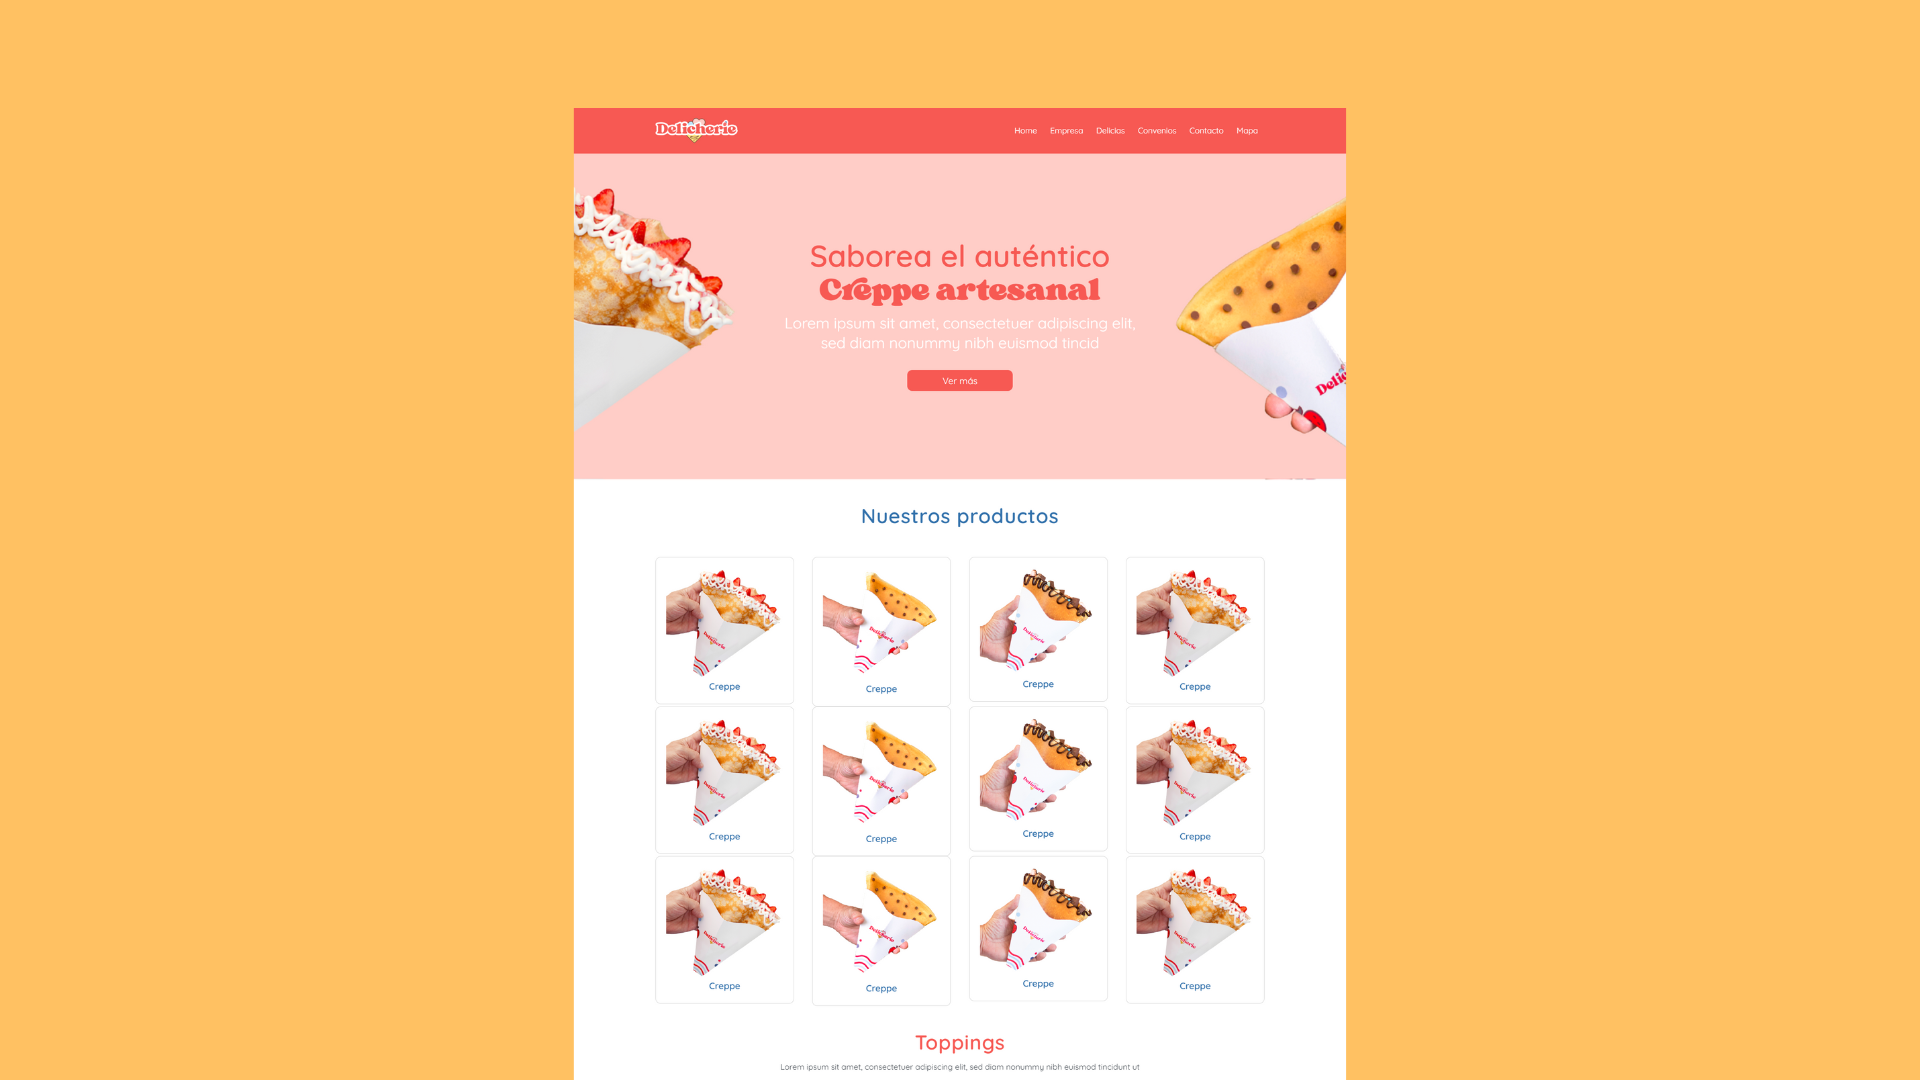 Delicherie
Home Empresa Delicias Convenios Contacto Mapa
Saborea el auténtico
Creppe artesanal
Lorem ipsum sit amet, consectetuer adipiscing elit,
sed diam nonummy nibh euismod tincid
Ver más
Nuestros productos
Creppe Creppe Creppe Creppe
Creppe Creppe Creppe Creppe
Creppe Creppe Creppe Creppe
Toppings
Lorem ipsum sit amet, consectetuer adipiscing elit, sed diam nonummy nibh euismod tincidunt ut